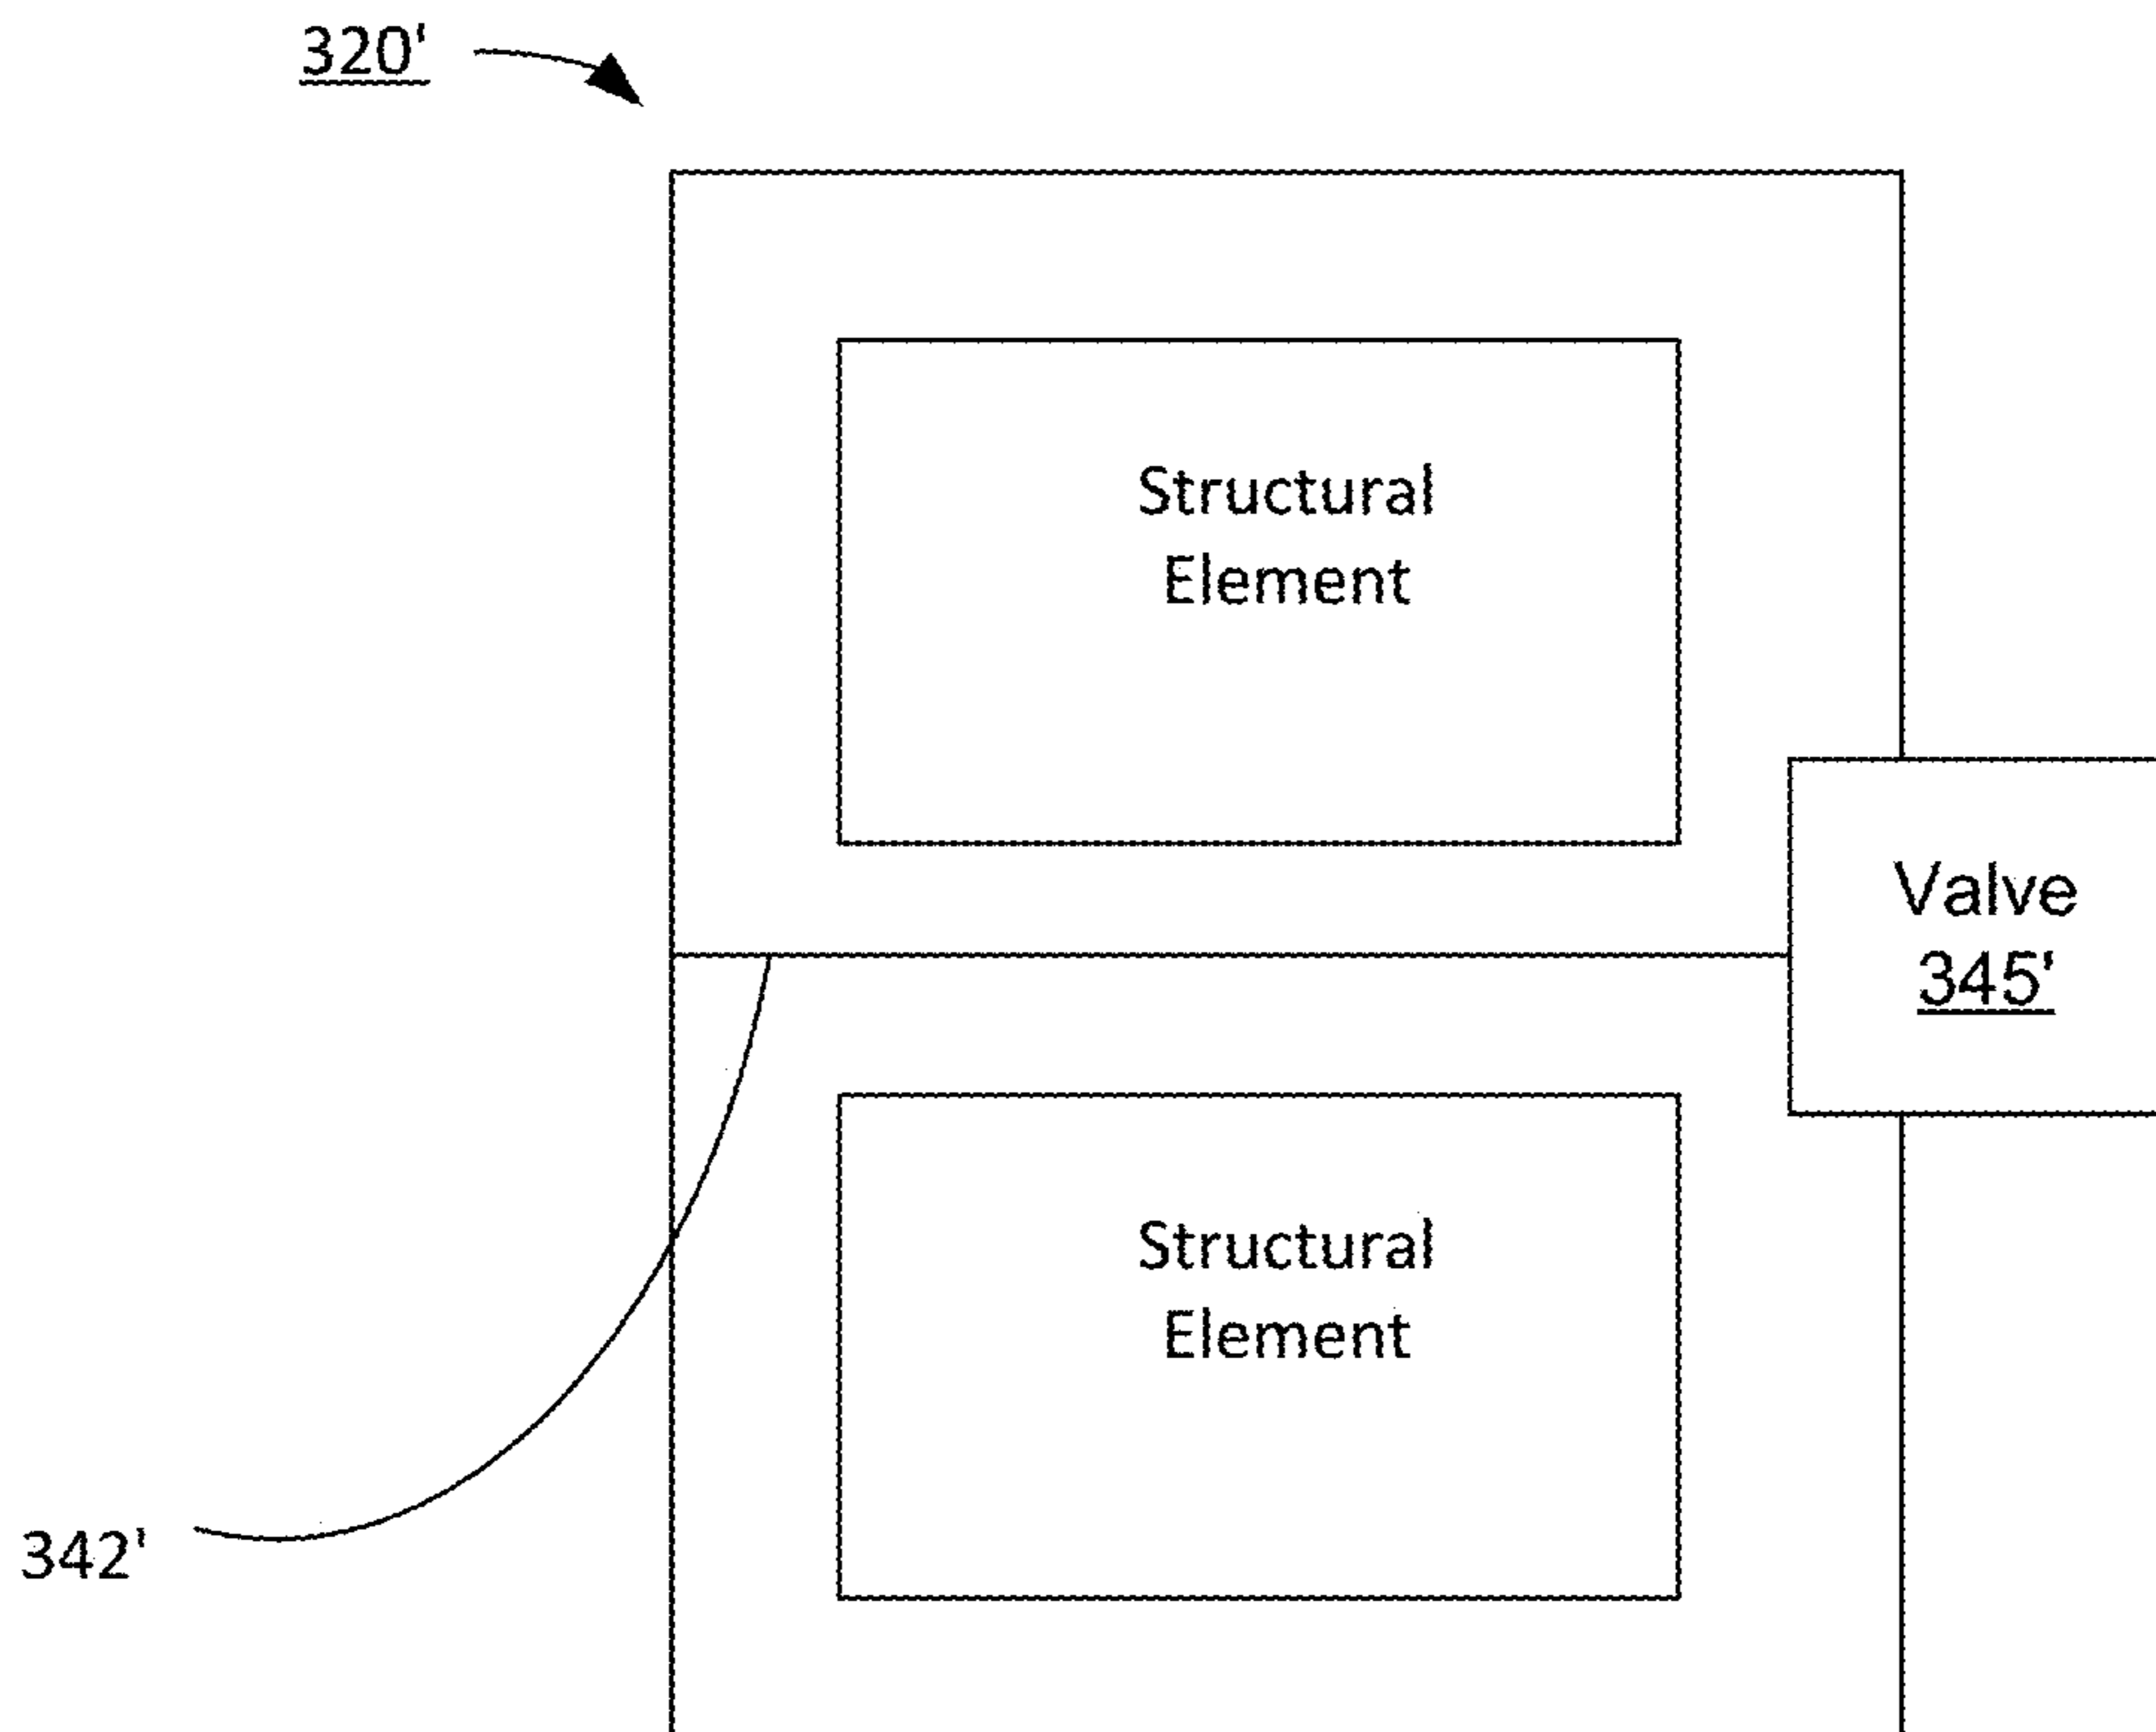 320'
Structural
Element
Valve
345'
Structural
Element
342'